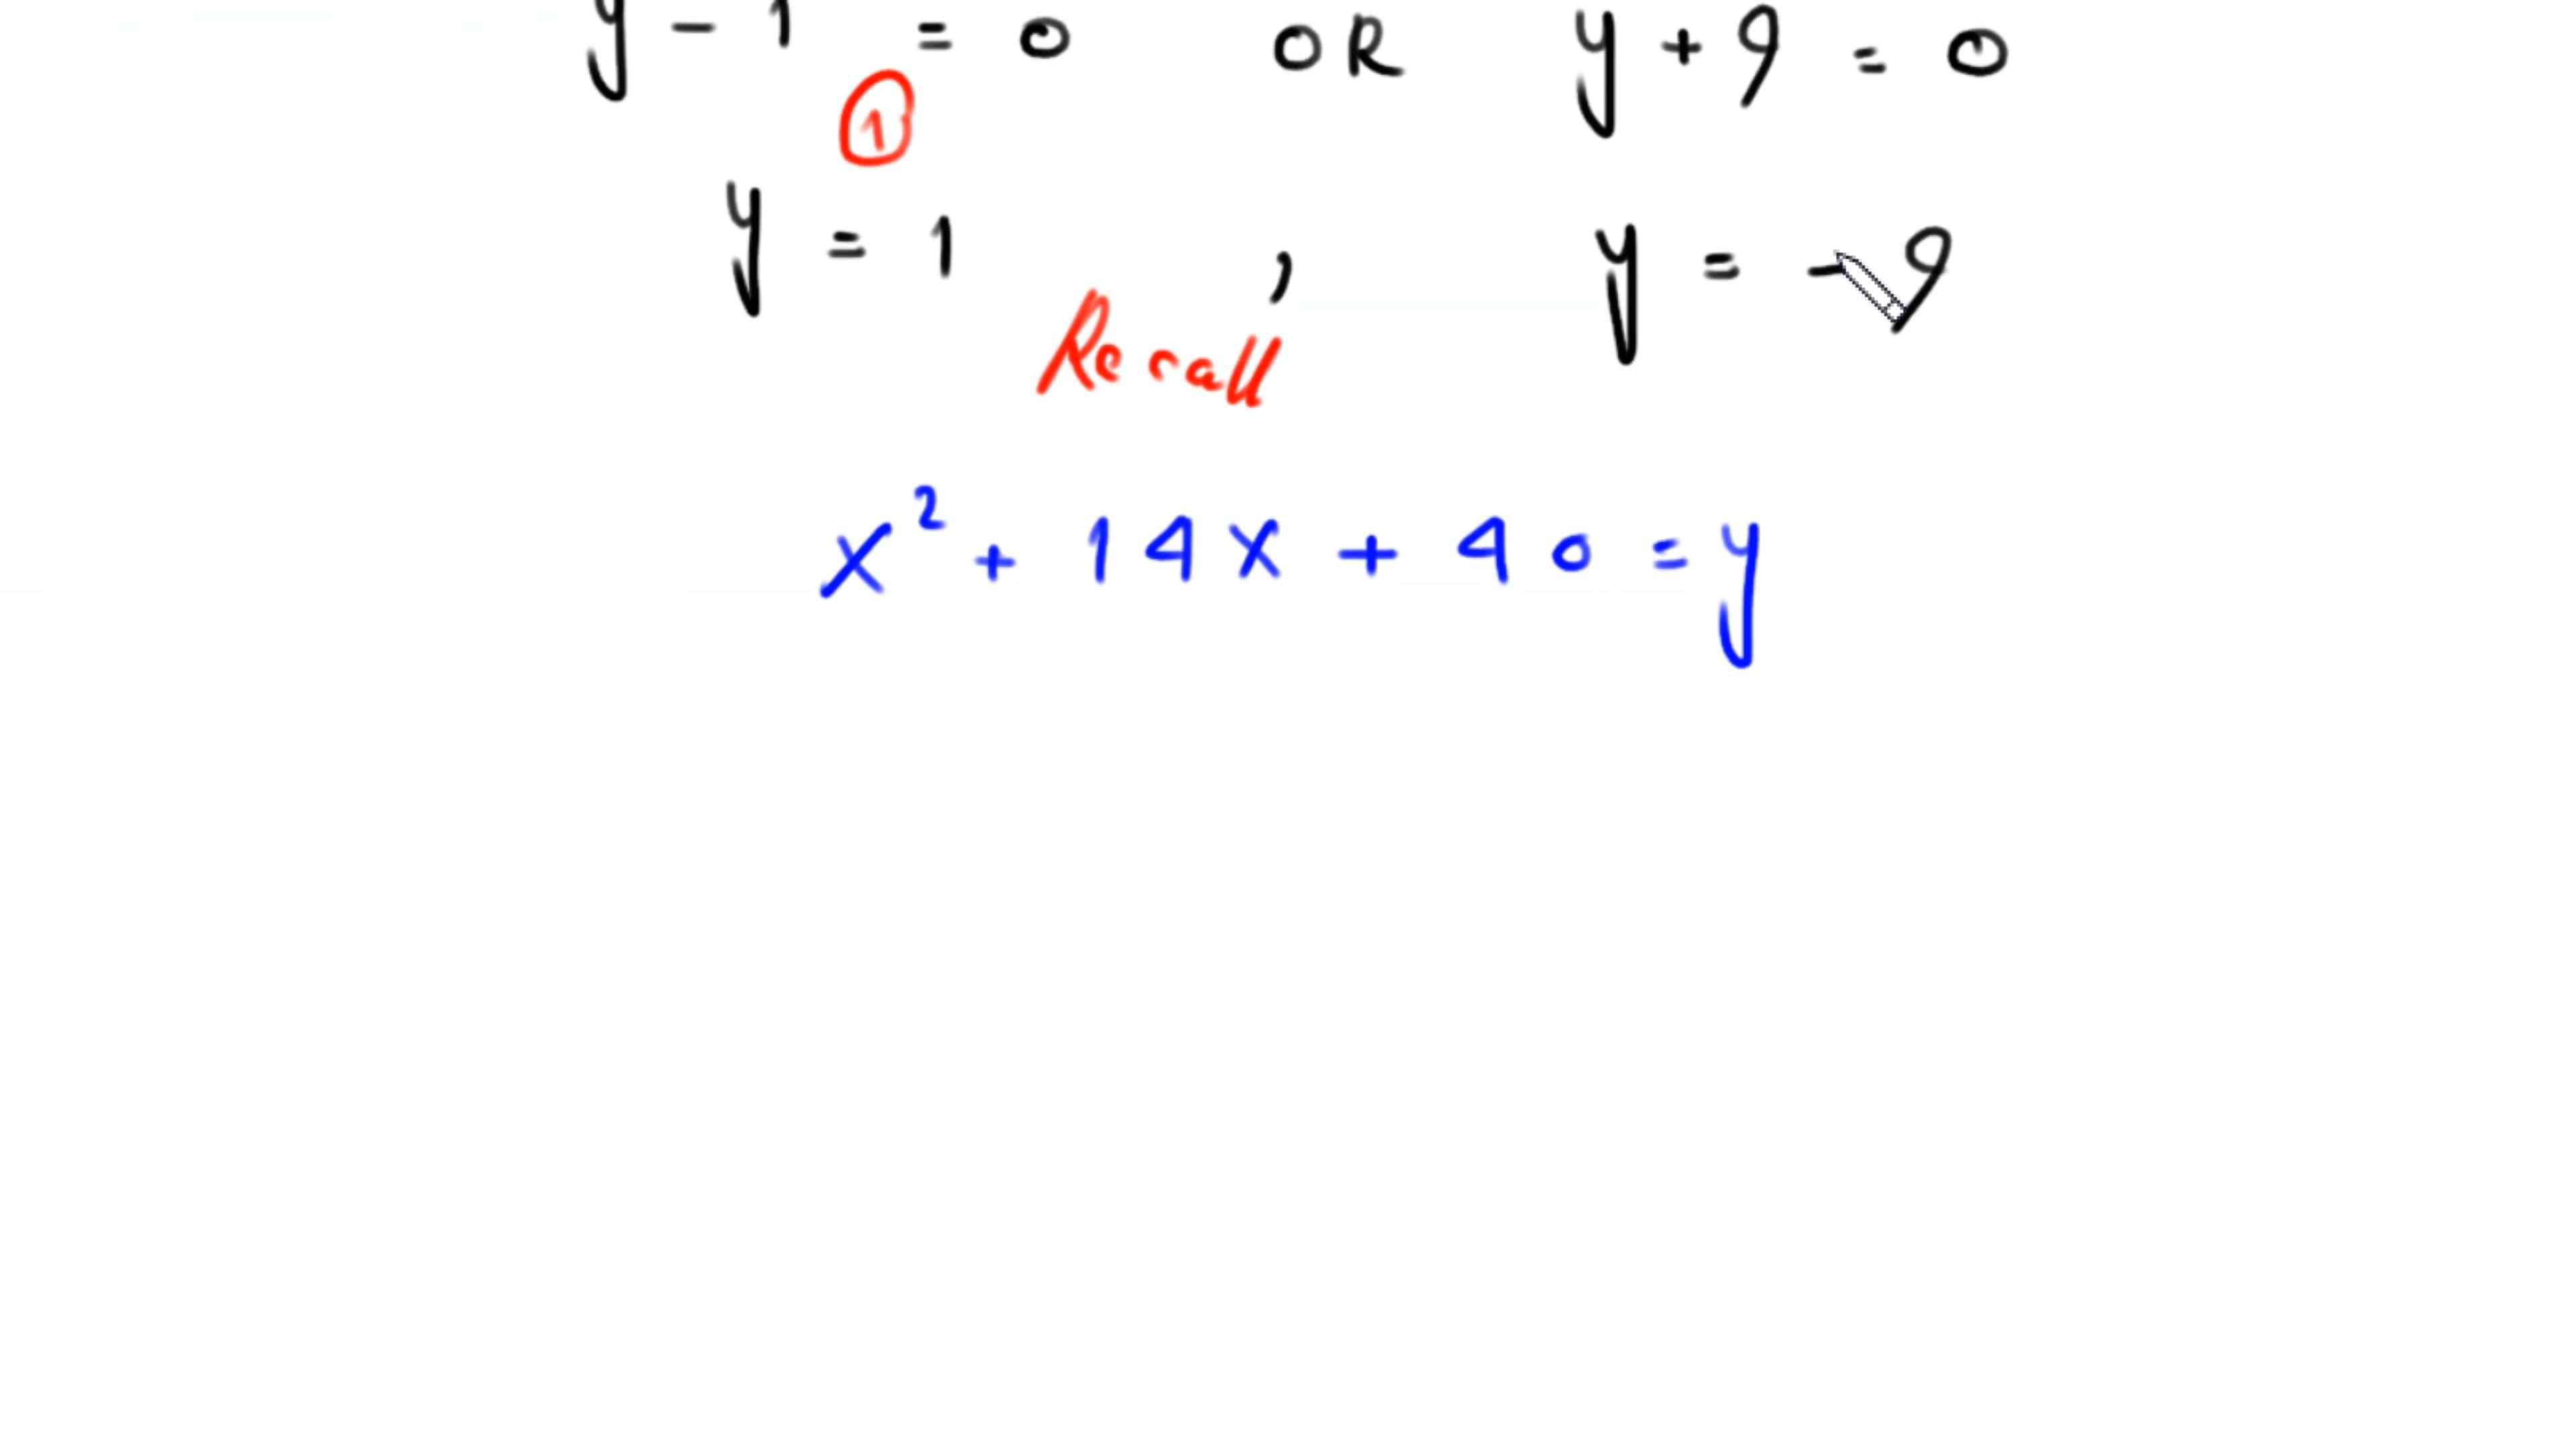 y - 1 = 0 OR y + 9 = 0
1
y = 1 , y = - 9
Recall
x² + 14x + 40 = y